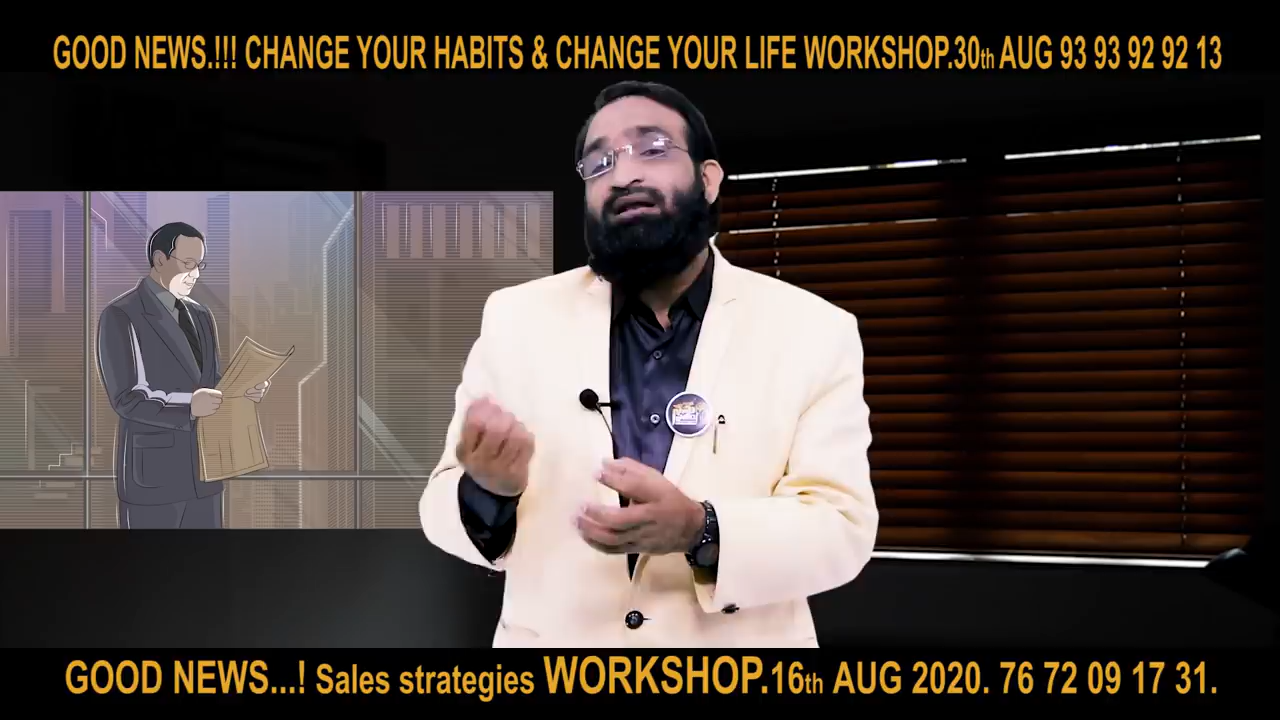 GOOD NEWS.!!! CHANGE YOUR HABITS & CHANGE YOUR LIFE WORKSHOP.30th AUG 93 93 92 92 13
GOOD NEWS...! Sales strategies WORKSHOP.16th AUG 2020. 76 72 09 17 31.